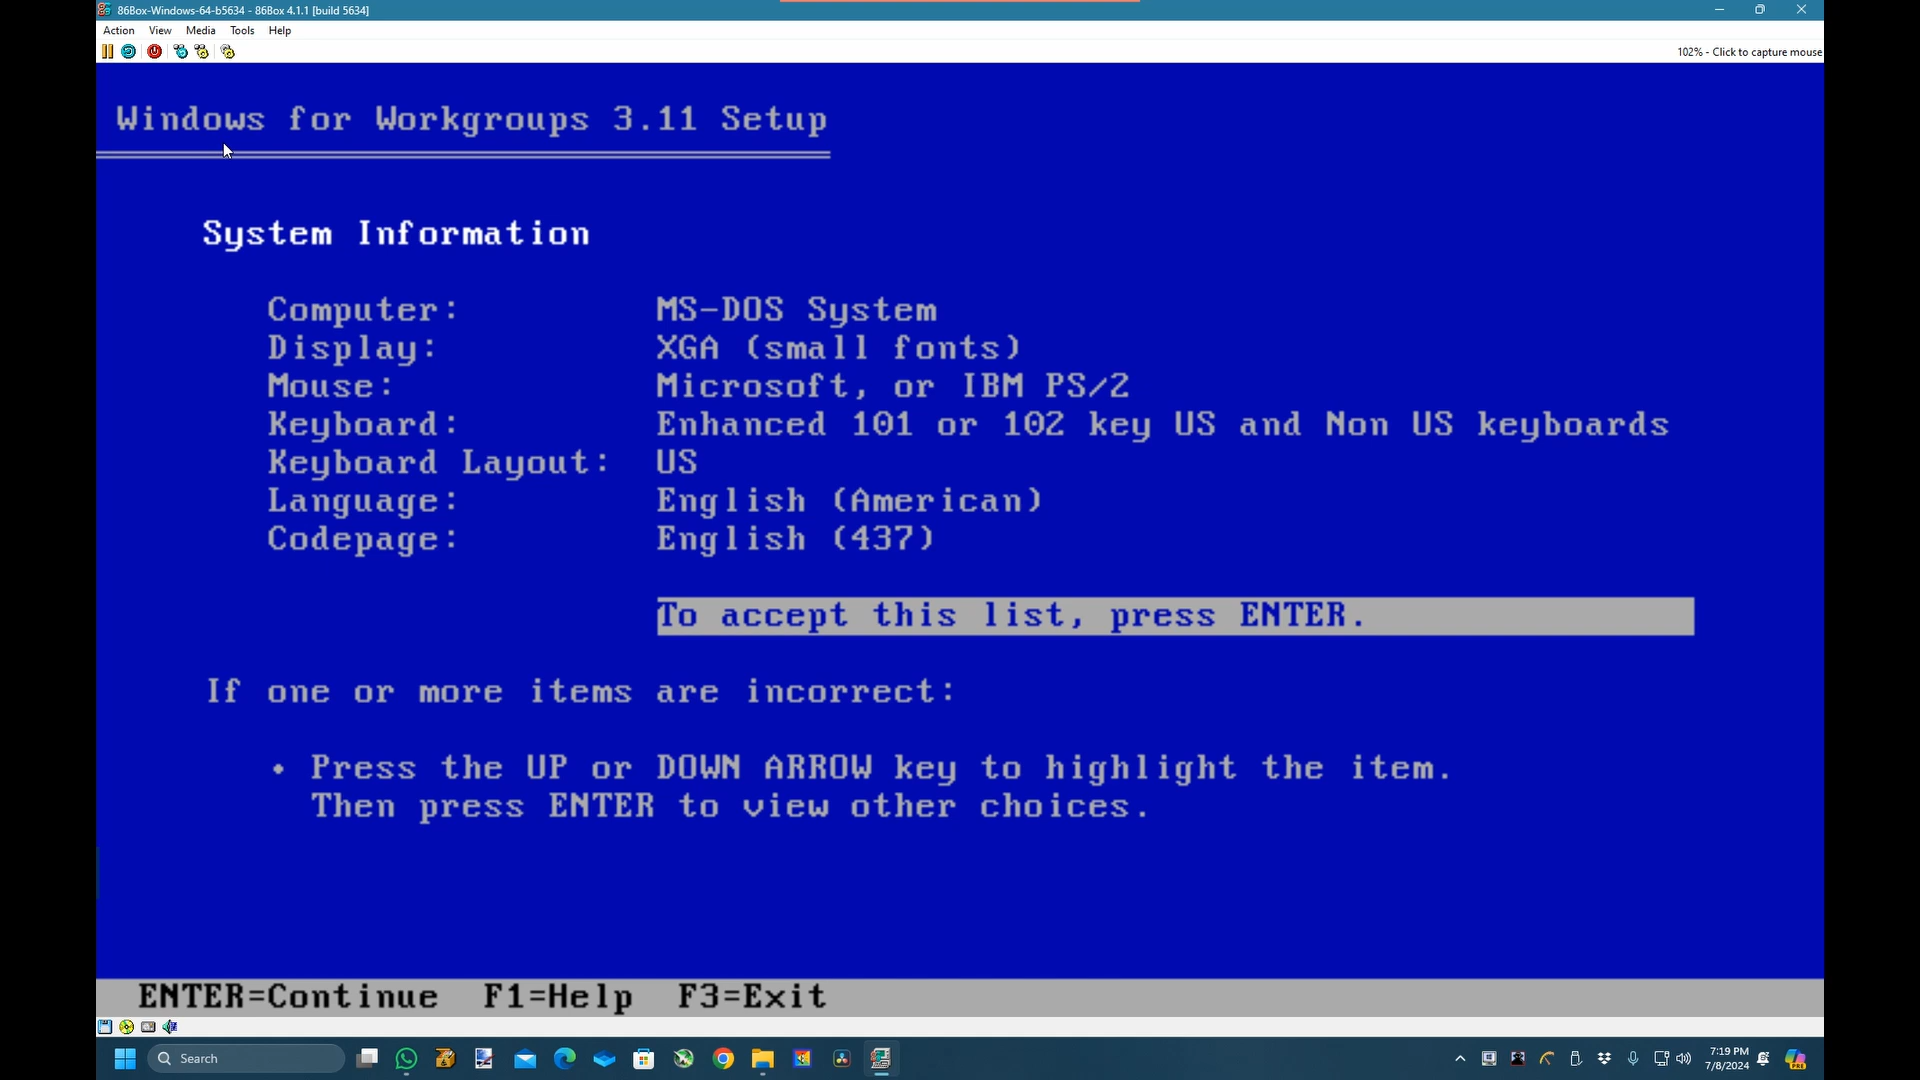 86Box-Windows-64-b5634 - 86Box 4.1.1 [build 5634]
Action View Media Tools Help
102% - Click to capture mouse
Windows for Workgroups 3.11 Setup
System Information
Computer: MS-DOS System
Display: XGA (small fonts)
Mouse: Microsoft, or IBM PS/2
Keyboard: Enhanced 101 or 102 key US and Non US keyboards
Keyboard Layout: US
Language: English (American)
Codepage: English (437)
To accept this list, press ENTER.
If one or more items are incorrect:
• Press the UP or DOWN ARROW key to highlight the item.
Then press ENTER to view other choices.
ENTER=Continue F1=Help F3=Exit
Search
7:19 PM
7/8/2024
PRE